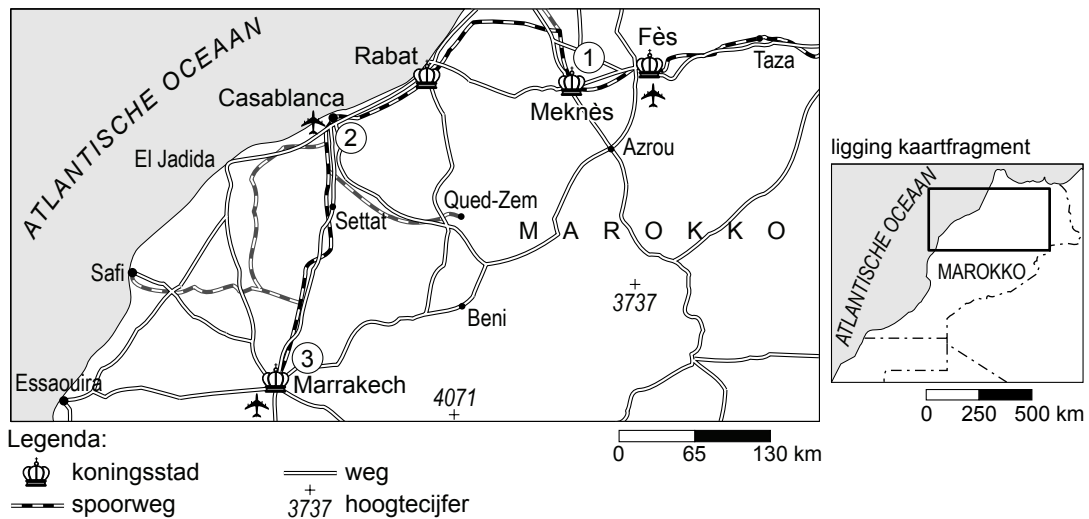 ATLANTISCHE OCEAAN
Rabat
1
Fès
Taza
Casablanca
Meknès
2
El Jadida
Azrou
Settat
Qued-Zem
M A R O K K O
Safi
3737
Beni
3
Marrakech
Essaouira
4071
ligging kaartfragment
ATLANTISCHE OCEAAN
MAROKKO
0 250 500 km
0 65 130 km
Legenda:
koningsstad
weg
spoorweg
3737 hoogtecijfer